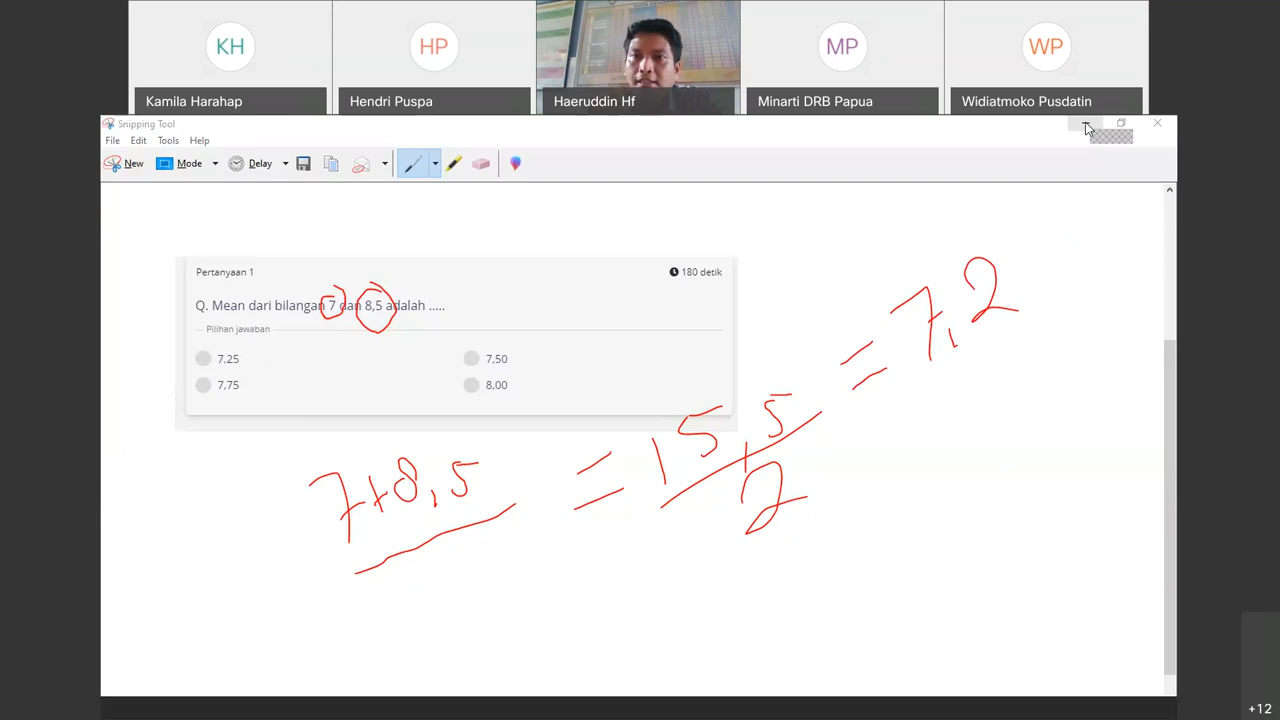 KH
HP
MP
WP
Kamila Harahap
Hendri Puspa
Haeruddin Hf
Minarti DRB Papua
Widiatmoko Pusdatin
Snipping Tool
File Edit Tools Help
New Mode Delay
Pertanyaan 1
180 detik
Q. Mean dari bilangan 7 dan 8,5 adalah .....
Pilihan jawaban
7,25
7,50
7,75
8,00
7+8,5 = 15,5 / 2 = 7,2
+12